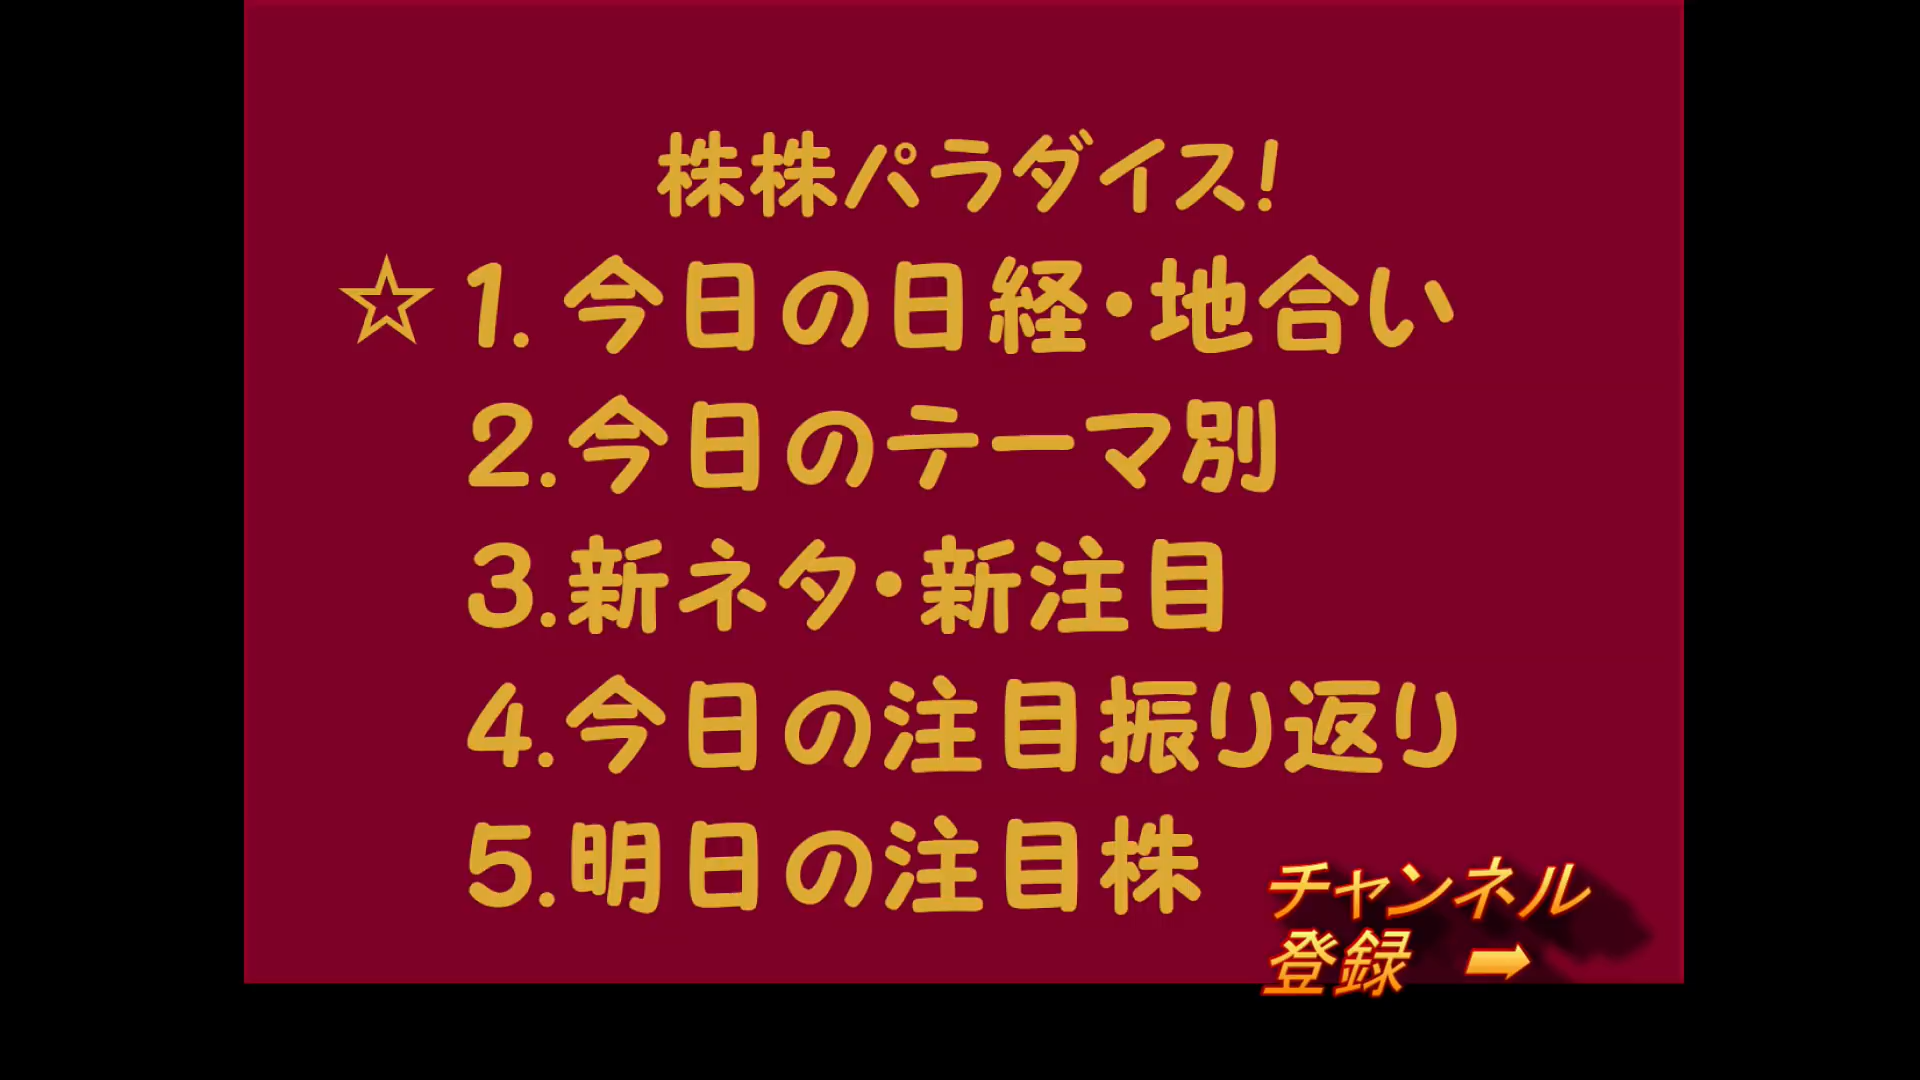 株株パラダイス!
☆ 1. 今日の日経・地合い
2.今日のテーマ別
3.新ネタ・新注目
4.今日の注目振り返り
5.明日の注目株
チャンネル
登録 ➡